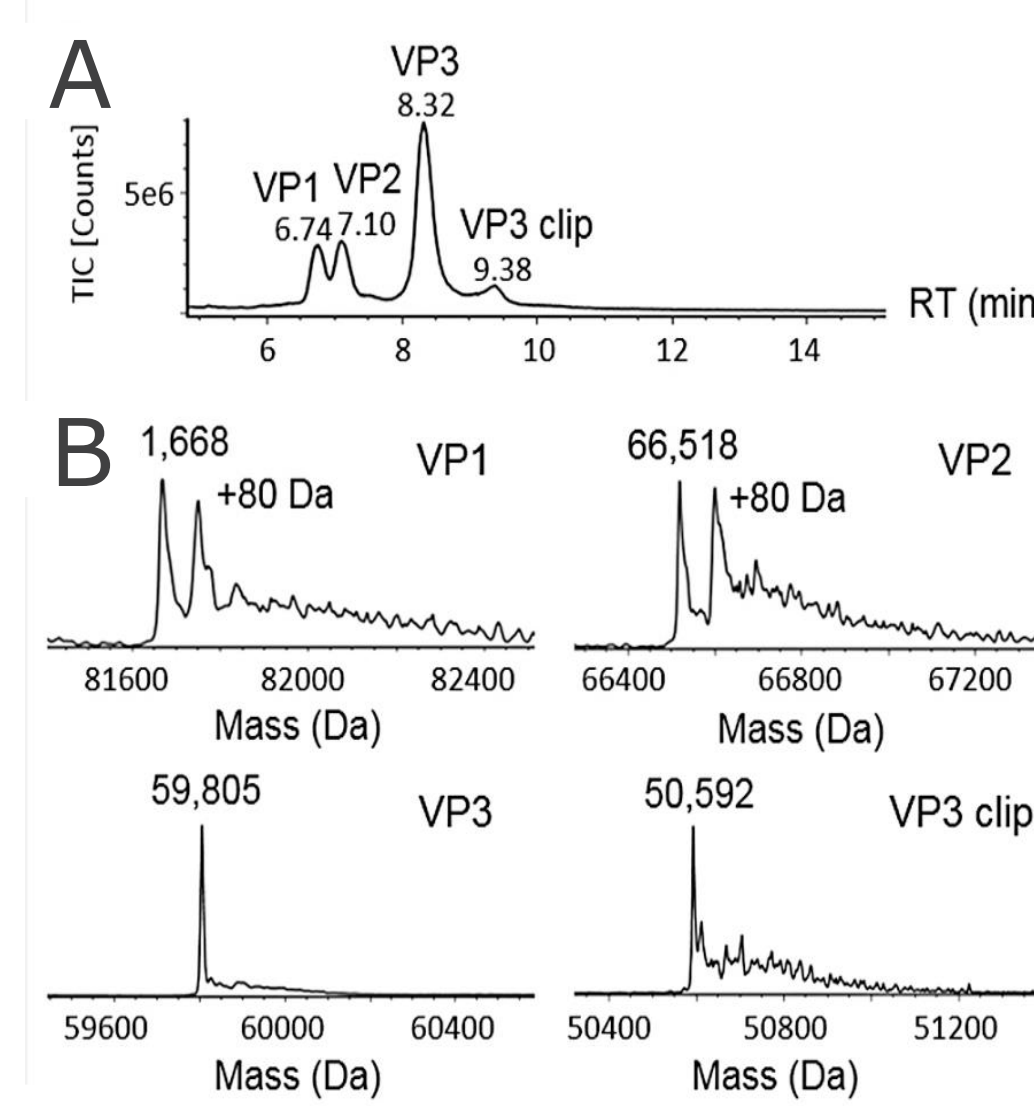 A
VP3
8.32
TIC [Counts]
5e6
VP1 VP2
6.74 7.10
VP3 clip
9.38
RT (min
6 8 10 12 14
B
1,668 VP1
+80 Da
81600 82000 82400
Mass (Da)
66,518 VP2
+80 Da
66400 66800 67200
Mass (Da)
59,805
VP3
59600 60000 60400
Mass (Da)
50,592
VP3 clip
50400 50800 51200
Mass (Da)